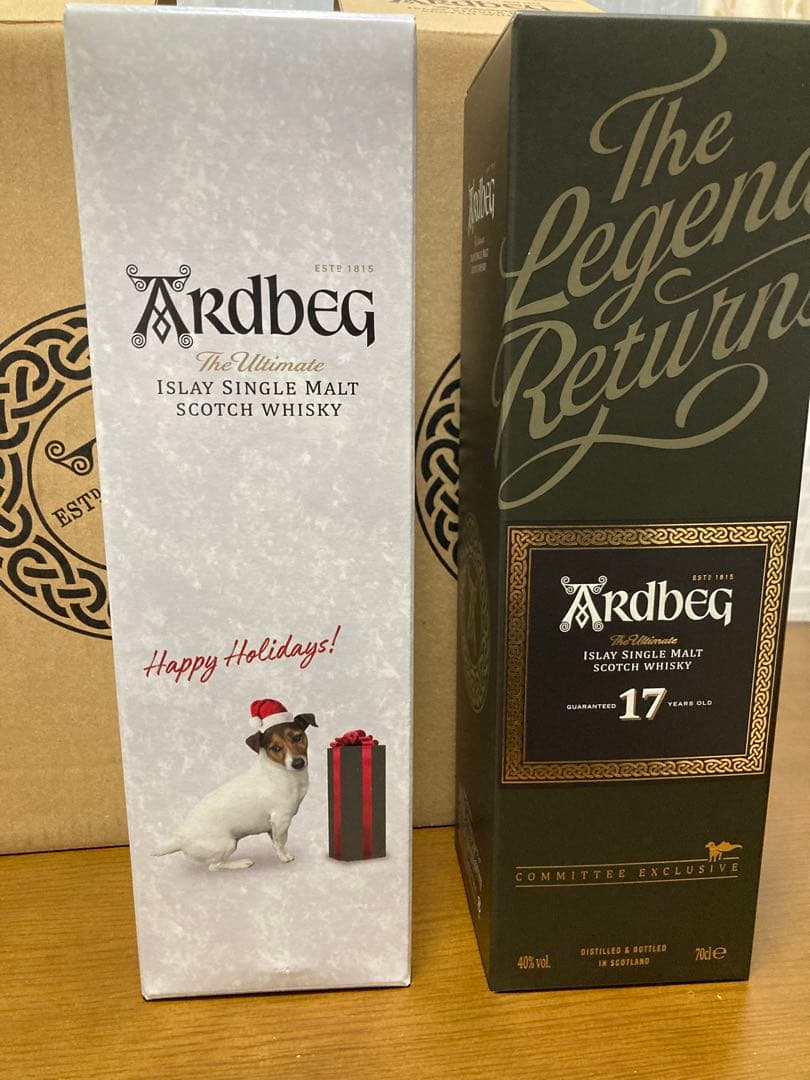 ESTD 1815
ARdbeG
The Ultimate
ISLAY SINGLE MALT
SCOTCH WHISKY
Happy Holidays!
The
Legend
Returns
ARdbeG
ESTD 1815
ARdbeG
The Ultimate
ISLAY SINGLE MALT
SCOTCH WHISKY
GUARANTEED 17 YEARS OLD
COMMITTEE EXCLUSIVE
40% vol.
DISTILLED & BOTTLED
IN SCOTLAND
70cl e
ESTD